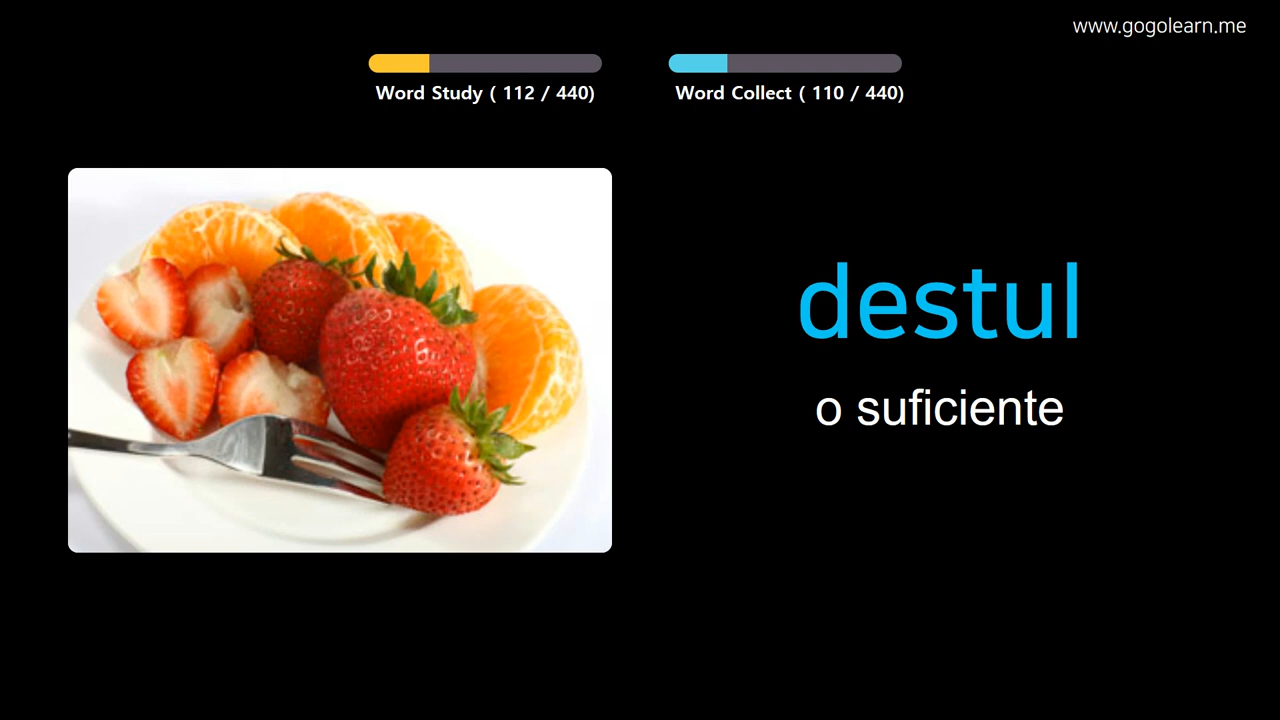 www.gogolearn.me
Word Study ( 112 / 440)
Word Collect ( 110 / 440)
destul
o suficiente